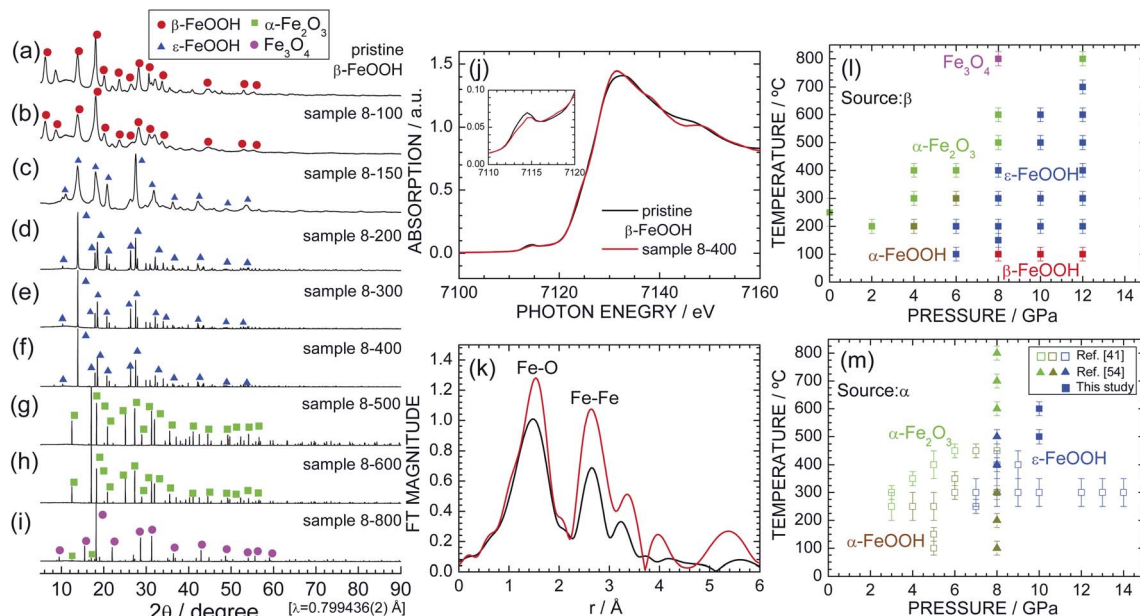 β-FeOOH
α-Fe₂O₃
ε-FeOOH
Fe₃O₄
(a)
pristine
β-FeOOH
(b)
sample 8-100
(c)
sample 8-150
(d)
sample 8-200
(e)
sample 8-300
(f)
sample 8-400
(g)
sample 8-500
(h)
sample 8-600
(i)
sample 8-800
10 20 30 40 50 60 70 80 90
2θ / degree
[λ=0.799436(2) Å]
(j)
ABSORPTION / a.u.
1.5
1.0
0.5
0.0
0.10
0.05
0.00
7110 7115 7120
pristine
β-FeOOH
sample 8-400
7100 7120 7140 7160
PHOTON ENEGRY / eV
(k)
FT MAGNITUDE
1.4
1.2
1.0
0.8
0.6
0.4
0.2
0.0
Fe-O
Fe-Fe
0 1 2 3 4 5 6
r / Å
(l)
Source:β
TEMPERATURE / ºC
800
700
600
500
400
300
200
100
Fe₃O₄
α-Fe₂O₃
ε-FeOOH
α-FeOOH
β-FeOOH
0 2 4 6 8 10 12 14
PRESSURE / GPa
(m)
Source:α
Ref. [41]
Ref. [54]
This study
TEMPERATURE / ºC
800
700
600
500
400
300
200
100
0
α-Fe₂O₃
ε-FeOOH
α-FeOOH
0 2 4 6 8 10 12 14
PRESSURE / GPa